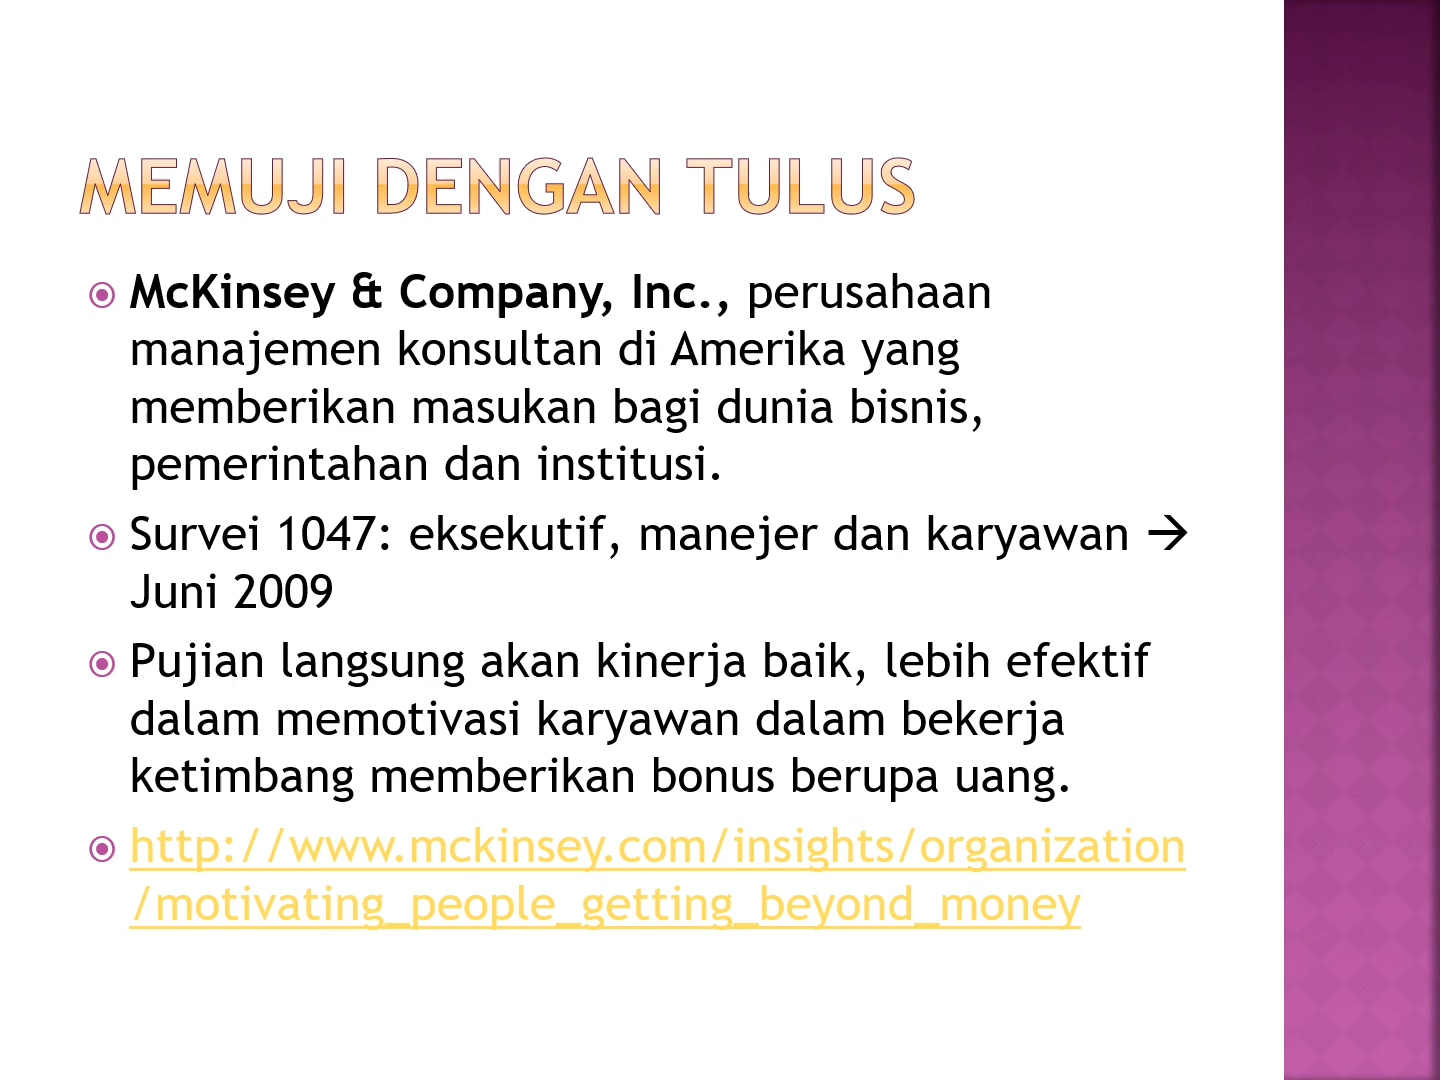 MEMUJI DENGAN TULUS
McKinsey & Company, Inc., perusahaan
manajemen konsultan di Amerika yang
memberikan masukan bagi dunia bisnis,
pemerintahan dan institusi.
Survei 1047: eksekutif, manejer dan karyawan →
Juni 2009
Pujian langsung akan kinerja baik, lebih efektif
dalam memotivasi karyawan dalam bekerja
ketimbang memberikan bonus berupa uang.
http://www.mckinsey.com/insights/organization
/motivating_people_getting_beyond_money